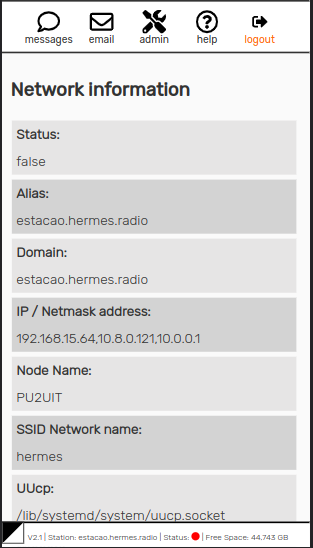 messages email admin help logout
Network information
Status:
false
Alias:
estacao.hermes.radio
Domain:
estacao.hermes.radio
IP / Netmask address:
192.168.15.64,10.8.0.121,10.0.0.1
Node Name:
PU2UIT
SSID Network name:
hermes
UUcp:
/lib/systemd/system/uucp.socket
V2.1 | Station: estacao.hermes.radio | Status: | Free Space: 44.743 GB